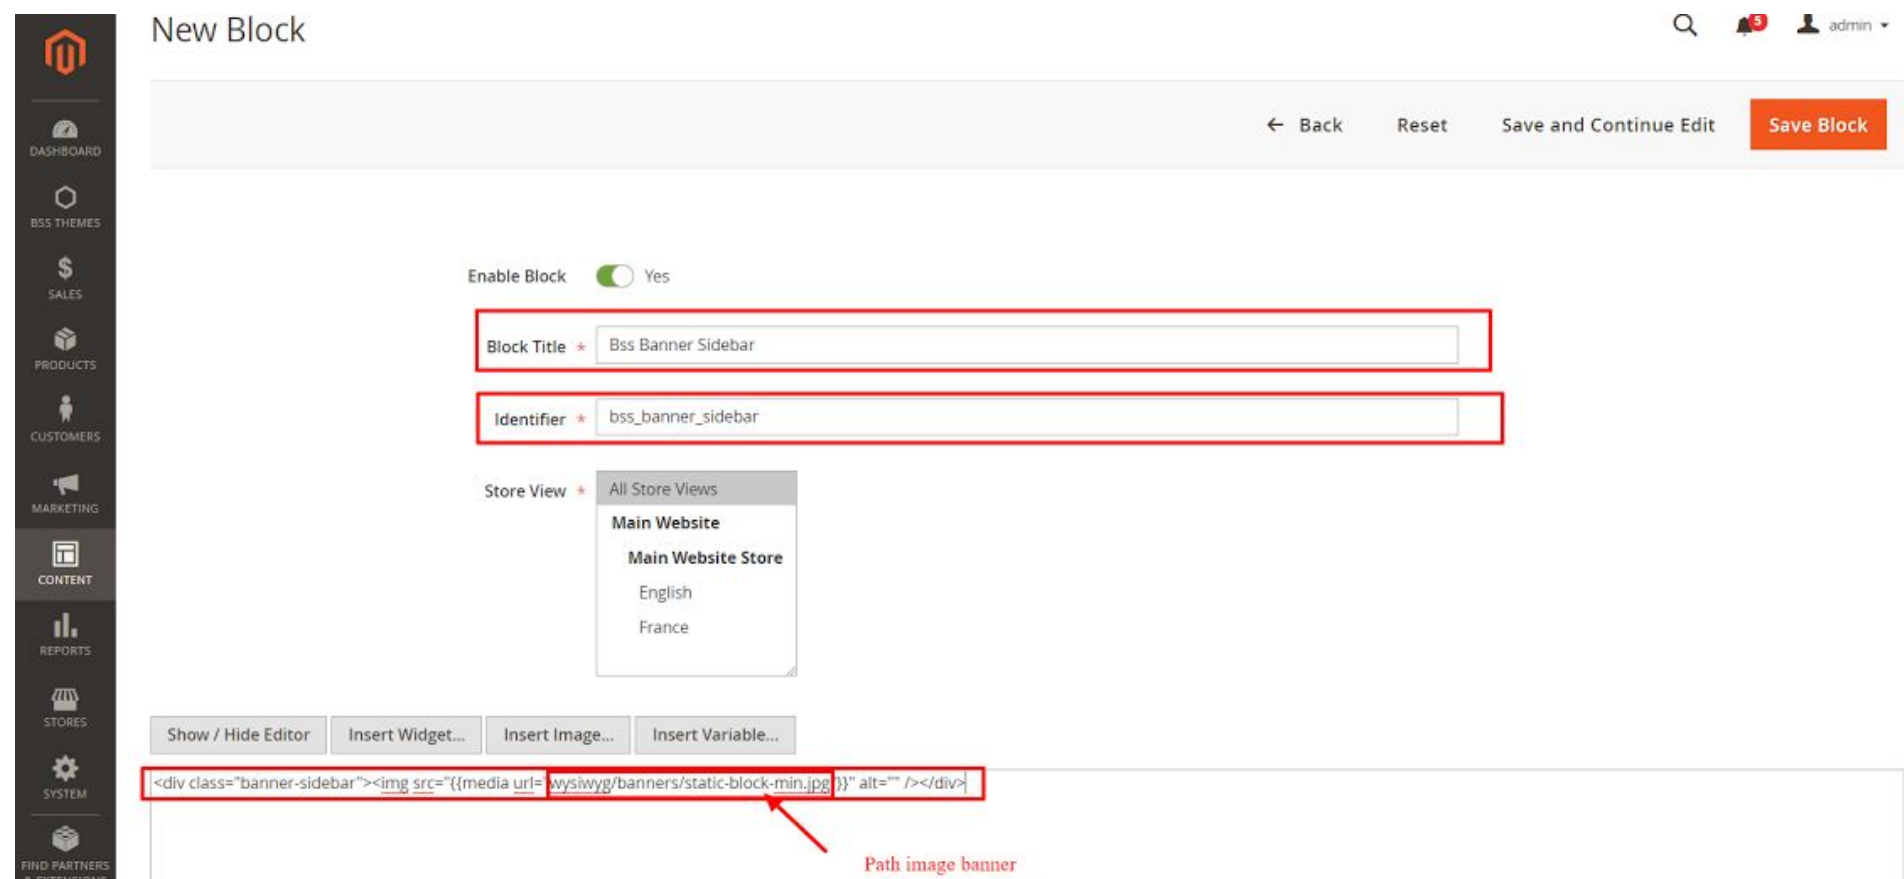 New Block
5
admin
DASHBOARD
BSS THEMES
SALES
PRODUCTS
CUSTOMERS
MARKETING
CONTENT
REPORTS
STORES
SYSTEM
FIND PARTNERS
& EXTENSIONS
← Back Reset Save and Continue Edit Save Block
Enable Block Yes
Block Title * Bss Banner Sidebar
Identifier * bss_banner_sidebar
Store View * All Store Views
Main Website
Main Website Store
English
France
Show / Hide Editor Insert Widget... Insert Image... Insert Variable...
<div class="banner-sidebar"><img src="{{media url="wysiwyg/banners/static-block-min.jpg"}}" alt="" /></div>
Path image banner